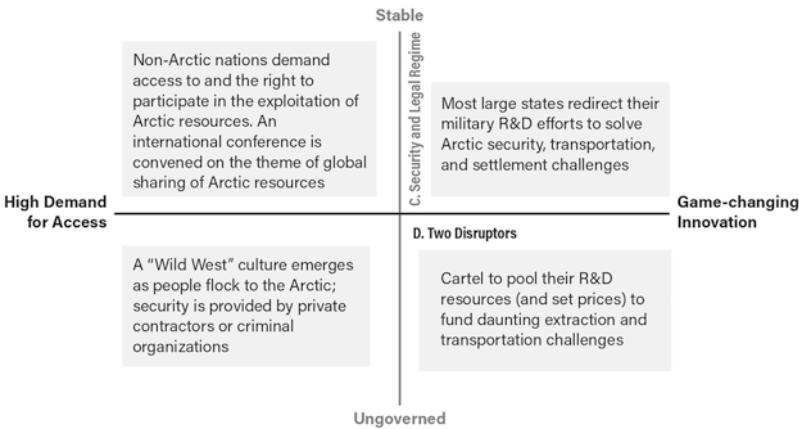 Stable
Non-Arctic nations demand
access to and the right to
participate in the exploitation of
Arctic resources. An
international conference is
convened on the theme of global
sharing of Arctic resources
C. Security and Legal Regime
Most large states redirect their
military R&D efforts to solve
Arctic security, transportation,
and settlement challenges
High Demand
for Access
Game-changing
Innovation
D. Two Disruptors
A “Wild West” culture emerges
as people flock to the Arctic;
security is provided by private
contractors or criminal
organizations
Cartel to pool their R&D
resources (and set prices) to
fund daunting extraction and
transportation challenges
Ungoverned